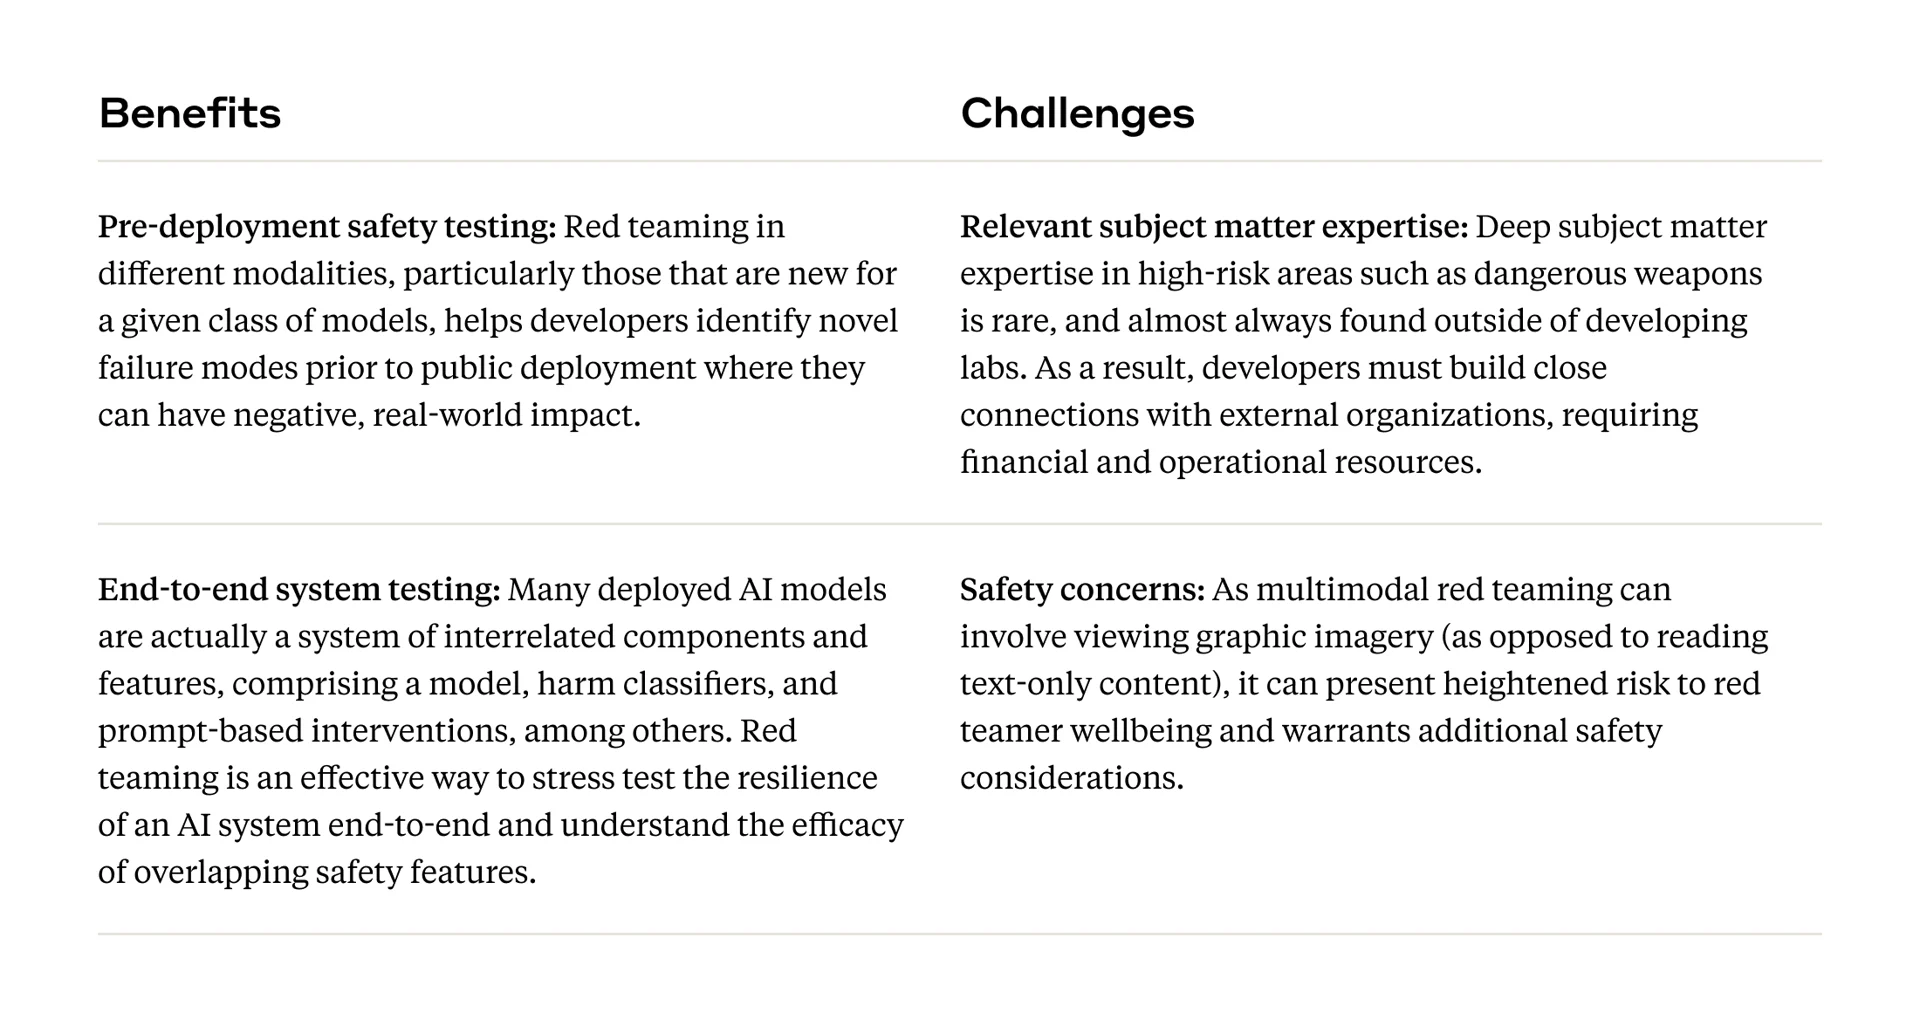 Benefits
Challenges
Pre-deployment safety testing: Red teaming in
different modalities, particularly those that are new for
a given class of models, helps developers identify novel
failure modes prior to public deployment where they
can have negative, real-world impact.
Relevant subject matter expertise: Deep subject matter
expertise in high-risk areas such as dangerous weapons
is rare, and almost always found outside of developing
labs. As a result, developers must build close
connections with external organizations, requiring
financial and operational resources.
End-to-end system testing: Many deployed AI models
are actually a system of interrelated components and
features, comprising a model, harm classifiers, and
prompt-based interventions, among others. Red
teaming is an effective way to stress test the resilience
of an AI system end-to-end and understand the efficacy
of overlapping safety features.
Safety concerns: As multimodal red teaming can
involve viewing graphic imagery (as opposed to reading
text-only content), it can present heightened risk to red
teamer wellbeing and warrants additional safety
considerations.